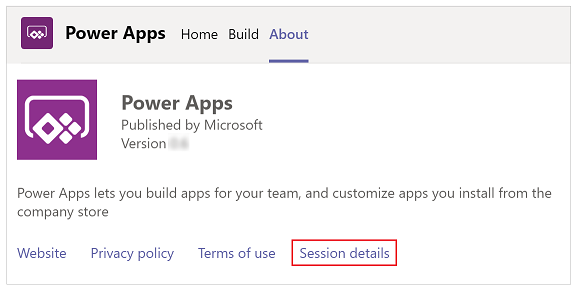 Power Apps Home Build About
Power Apps
Published by Microsoft
Version
Power Apps lets you build apps for your team, and customize apps you install from the
company store
Website Privacy policy Terms of use Session details